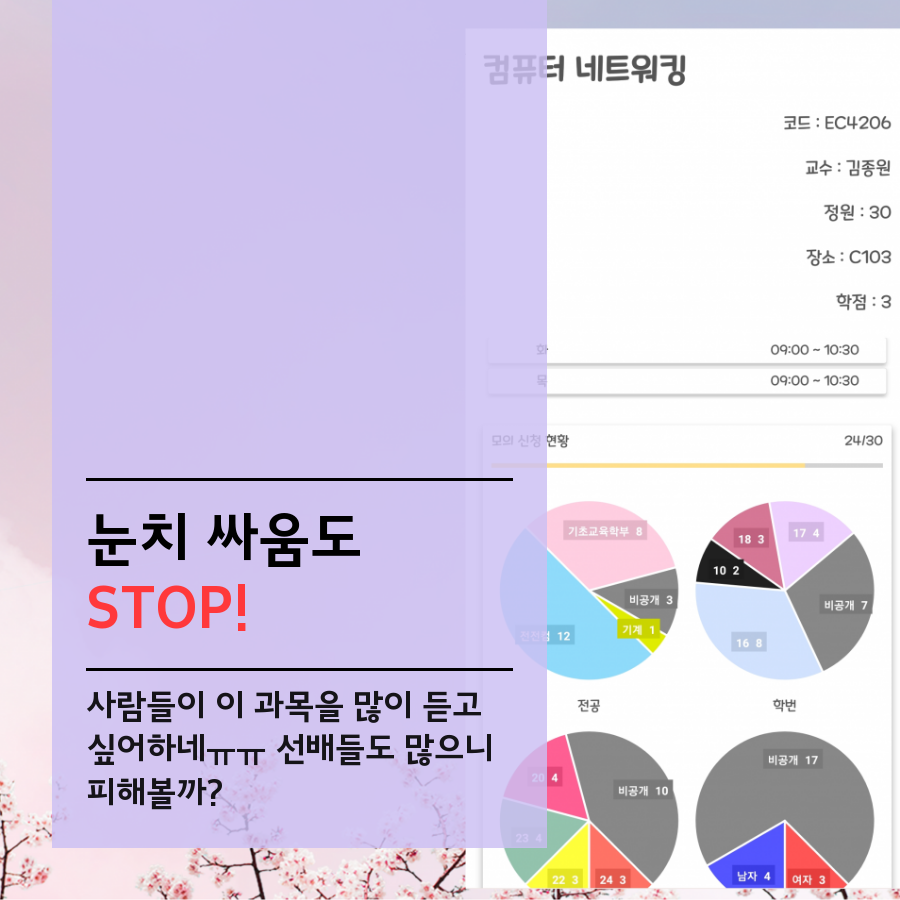 컴퓨터 네트워킹
코드 : EC4206
교수 : 김종원
정원 : 30
장소 : C103
학점 : 3
화 09:00 ~ 10:30
목 09:00 ~ 10:30
모의 신청 현황 24/30
기초교육학부 8
비공개 3
기계 1
전컴 12
전공
17 4
18 3
10 2
비공개 7
16 8
학번
20 4
비공개 10
23 4
22 3
24 3
비공개 17
남자 4
여자 3
눈치 싸움도
STOP!
사람들이 이 과목을 많이 듣고
싶어하네ㅠㅠ 선배들도 많으니
피해볼까?